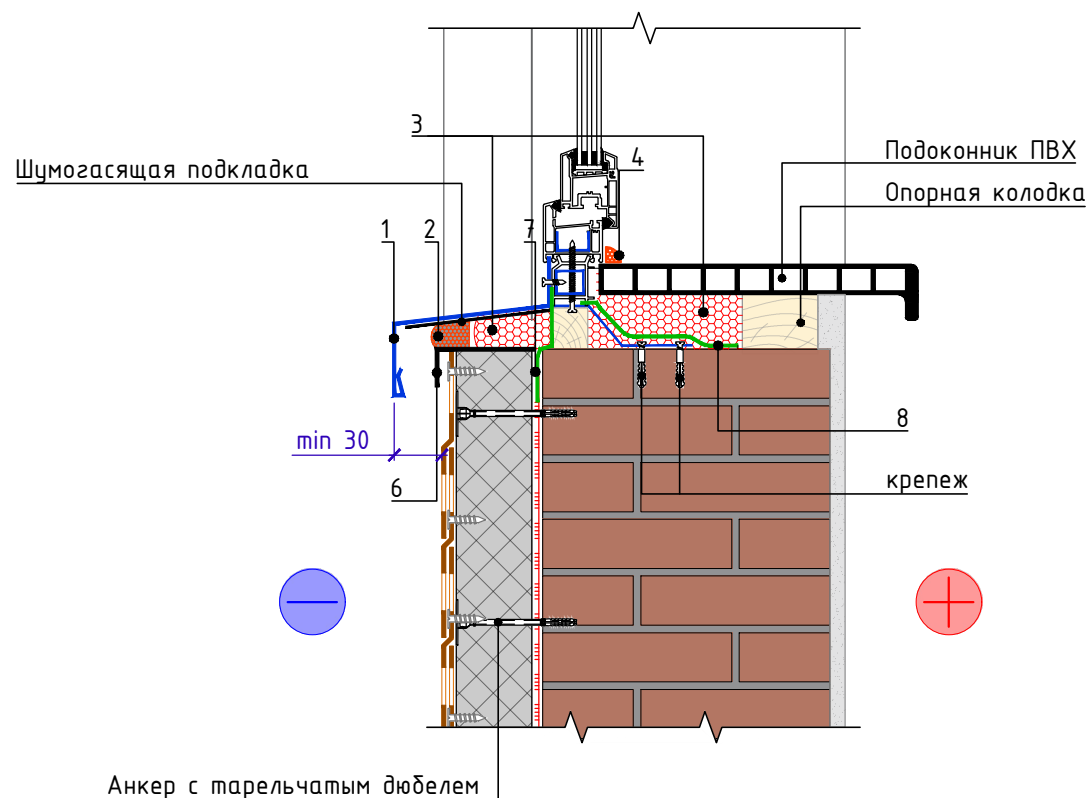 3
4
Подоконник ПВХ
Шумогасящая подкладка
Опорная колодка
1
2
7
8
min 30
6
крепеж
Анкер с тарельчатым дюбелем